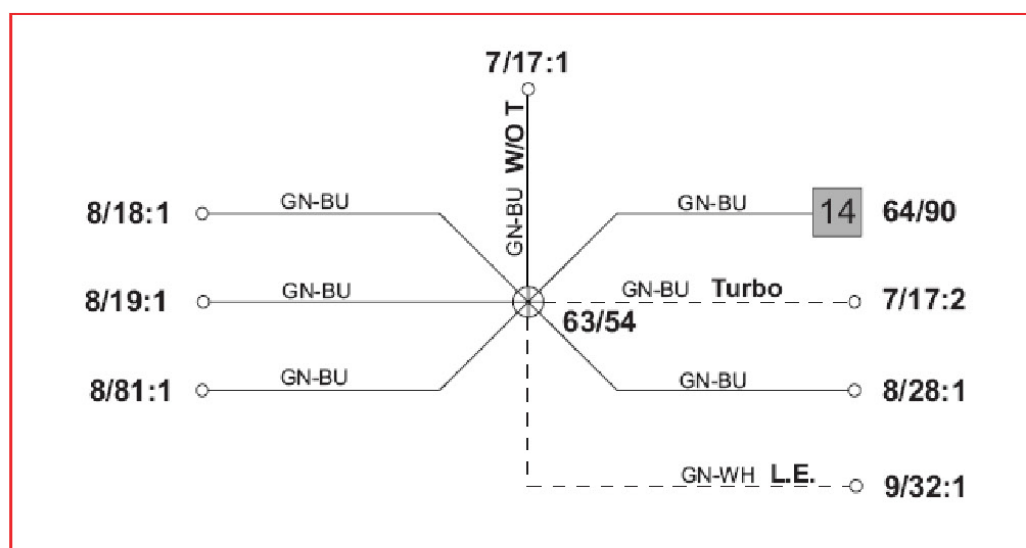 7/17:1
GN-BU W/O T
8/18:1 GN-BU
GN-BU 14 64/90
8/19:1 GN-BU
GN-BU Turbo 7/17:2
63/54
8/81:1 GN-BU
GN-BU 8/28:1
GN-WH L.E. 9/32:1